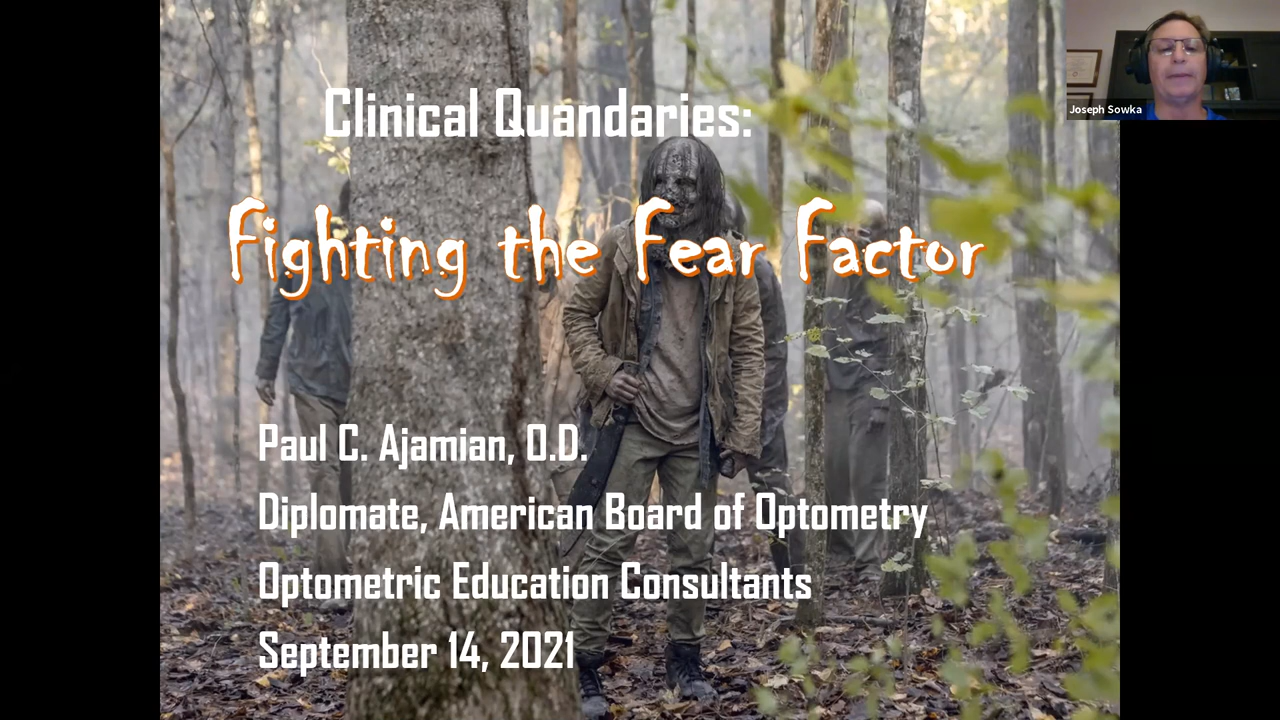 Clinical Quandaries:
Fighting the Fear Factor
Paul C. Ajamian, O.D.
Diplomate, American Board of Optometry
Optometric Education Consultants
September 14, 2021
Joseph Sowka